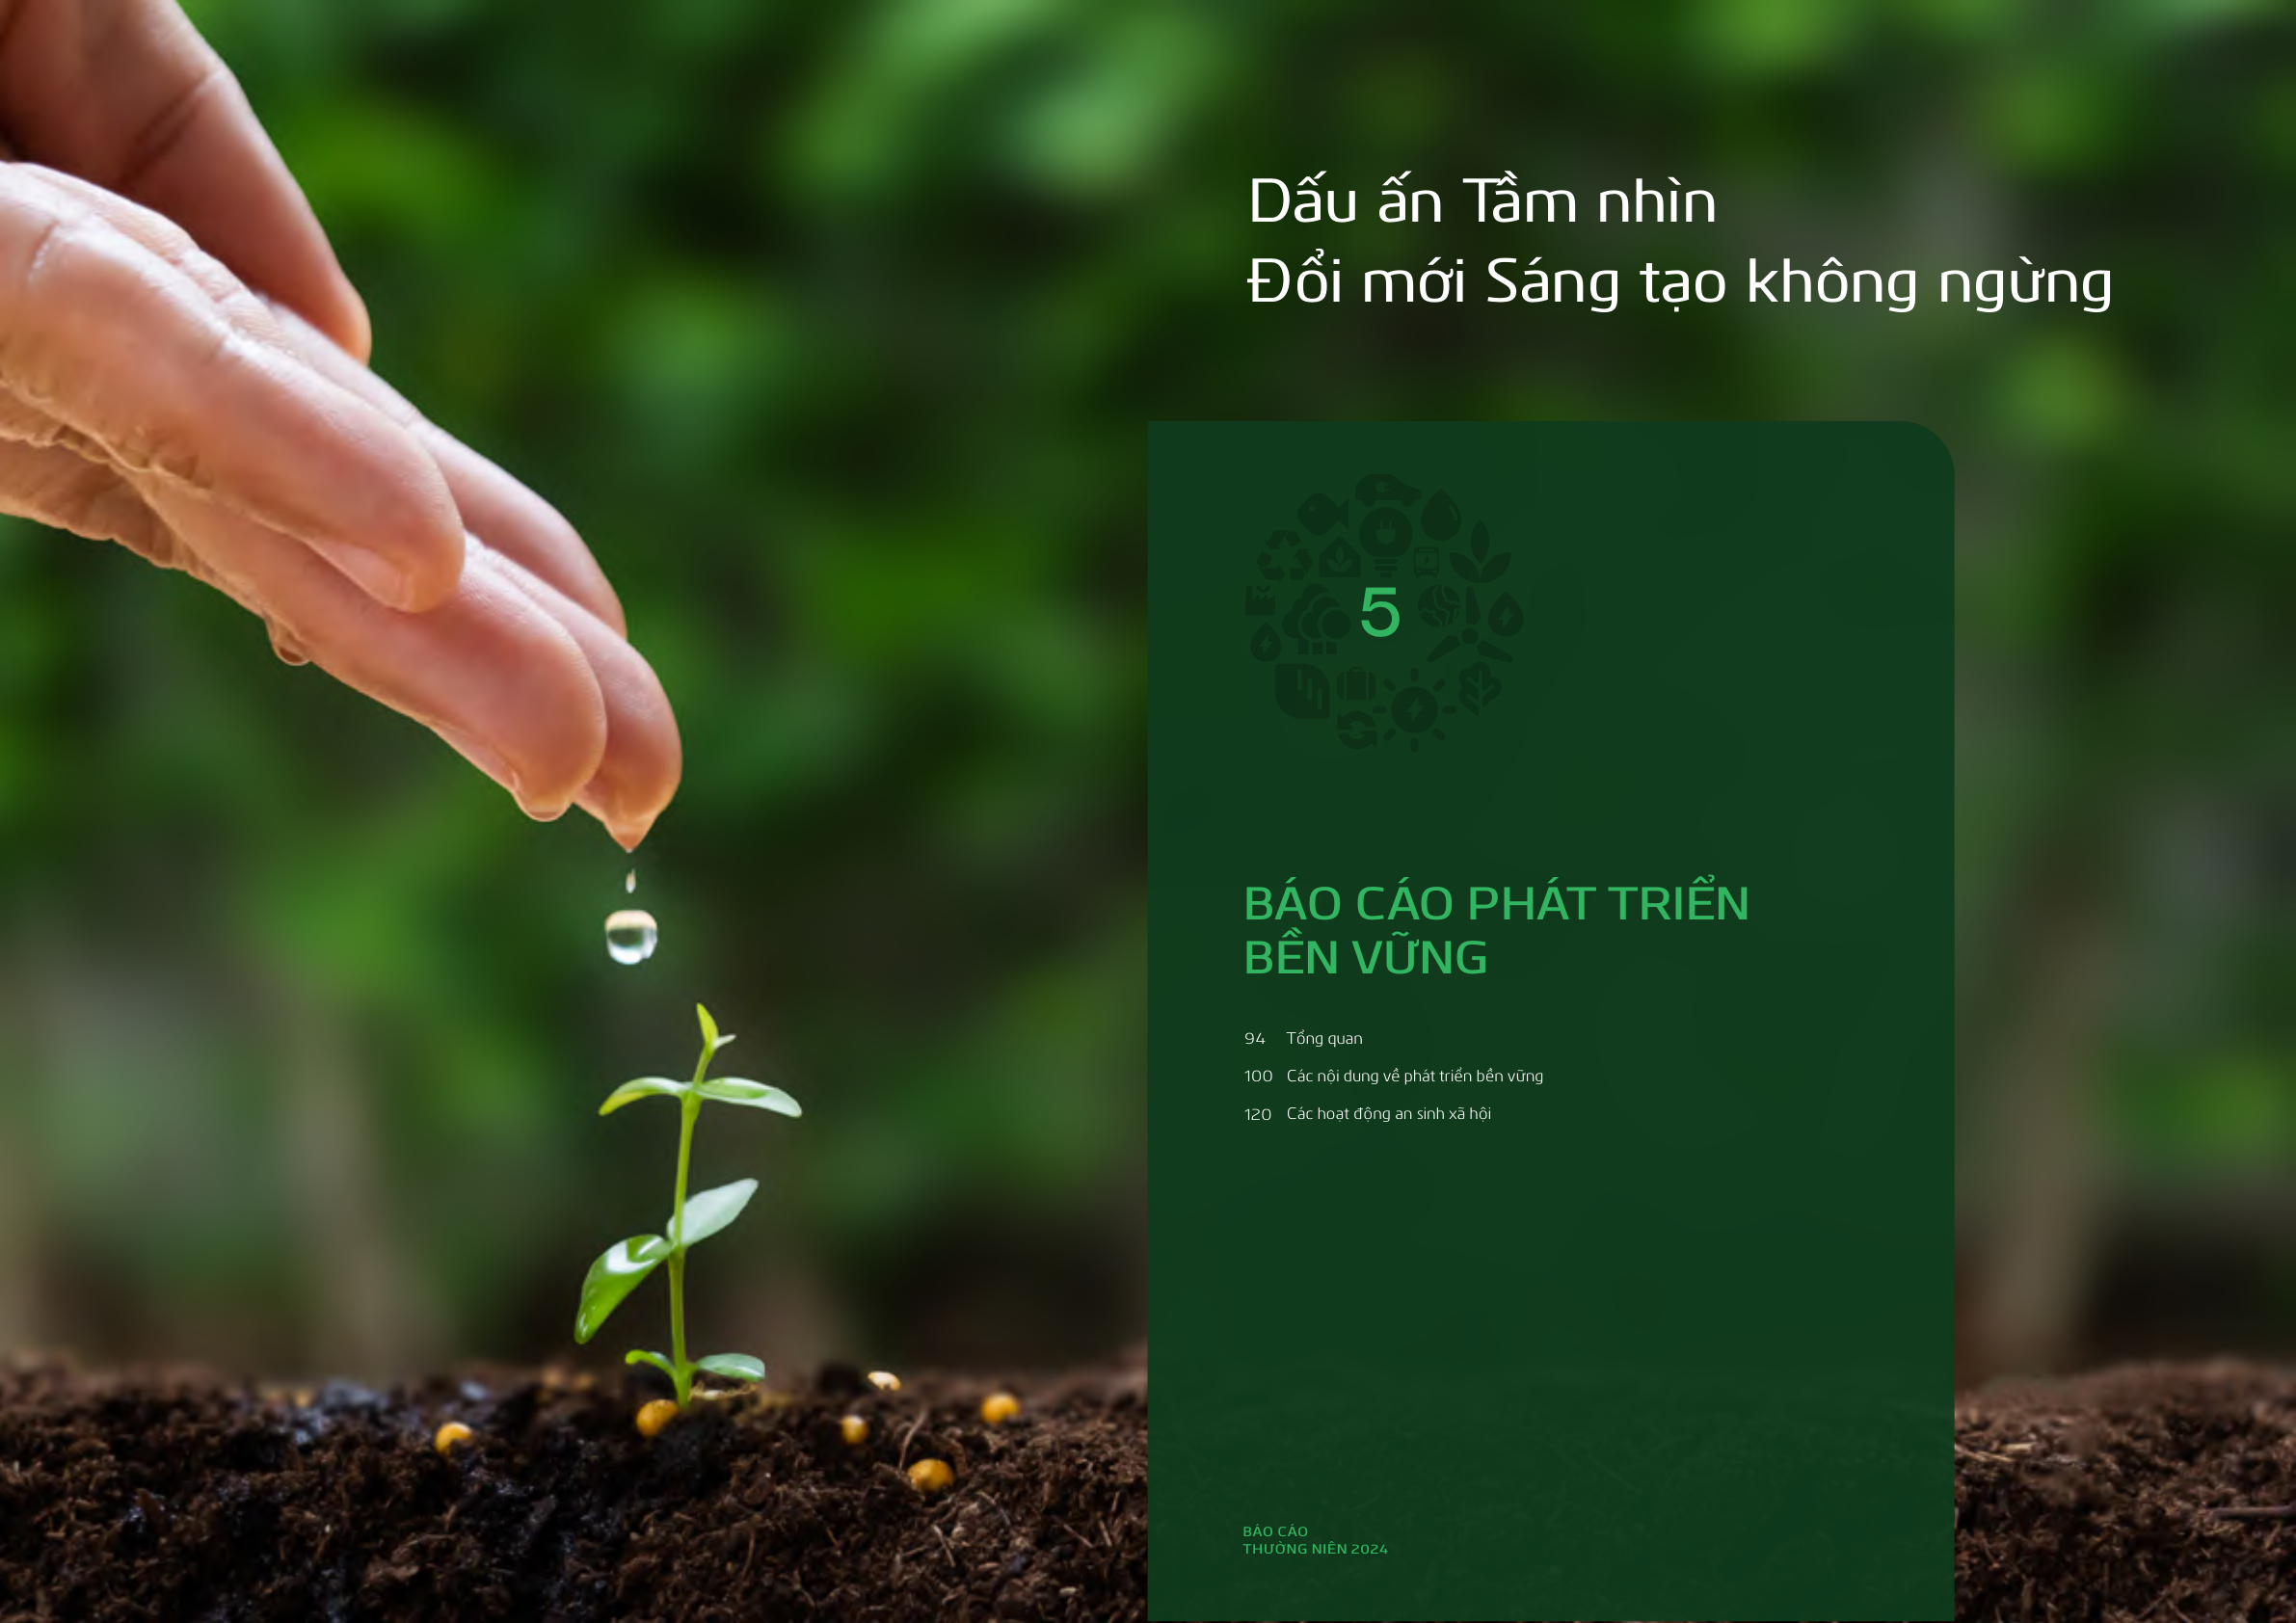 Dấu ấn Tầm nhìn
Đổi mới Sáng tạo không ngừng
5
BÁO CÁO PHÁT TRIỂN
BỀN VỮNG
94 Tổng quan
100 Các nội dung về phát triển bền vững
120 Các hoạt động an sinh xã hội
BÁO CÁO
THƯỜNG NIÊN 2024